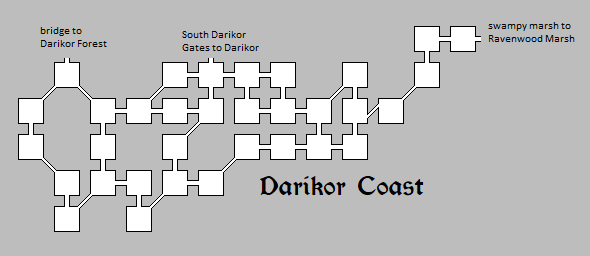 bridge to
Darikor Forest
South Darikor
Gates to Darikor
swampy marsh to
Ravenwood Marsh
Darikor Coast